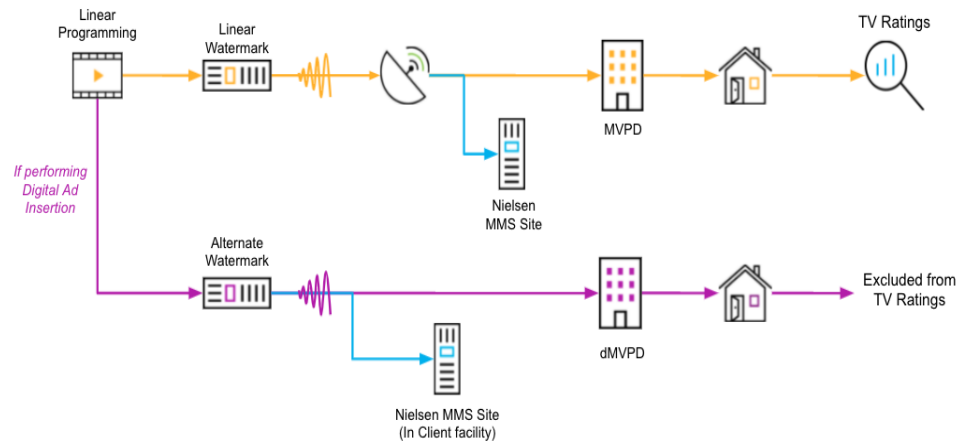 Linear
Programming
Linear
Watermark
TV Ratings
MVPD
Nielsen
MMS Site
If performing
Digital Ad
Insertion
Alternate
Watermark
Excluded from
TV Ratings
dMVPD
Nielsen MMS Site
(In Client facility)